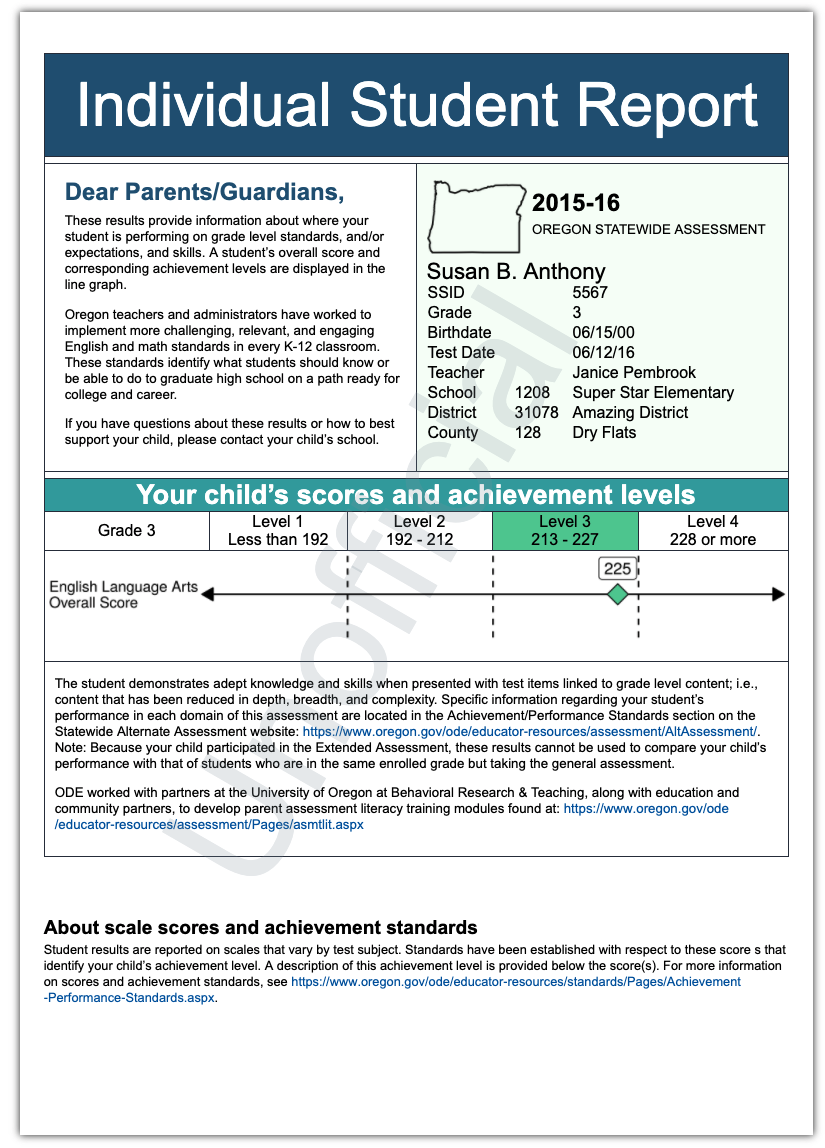 Individual Student Report
Dear Parents/Guardians,
These results provide information about where your
student is performing on grade level standards, and/or
expectations, and skills. A student's overall score and
corresponding achievement levels are displayed in the
line graph.
Oregon teachers and administrators have worked to
implement more challenging, relevant, and engaging
English and math standards in every K-12 classroom.
These standards identify what students should know or
be able to do to graduate high school on a path ready for
college and career.
If you have questions about these results or how to best
support your child, please contact your child's school.
2015-16
OREGON STATEWIDE ASSESSMENT
Susan B. Anthony
SSID 5567
Grade 3
Birthdate 06/15/00
Test Date 06/12/16
Teacher Janice Pembrook
School 1208 Super Star Elementary
District 31078 Amazing District
County 128 Dry Flats
Unofficial
Your child's scores and achievement levels
Grade 3
Level 1
Less than 192
Level 2
192 - 212
Level 3
213 - 227
Level 4
228 or more
225
English Language Arts
Overall Score
The student demonstrates adept knowledge and skills when presented with test items linked to grade level content; i.e.,
content that has been reduced in depth, breadth, and complexity. Specific information regarding your student's
performance in each domain of this assessment are located in the Achievement/Performance Standards section on the
Statewide Alternate Assessment website: https://www.oregon.gov/ode/educator-resources/assessment/AltAssessment/.
Note: Because your child participated in the Extended Assessment, these results cannot be used to compare your child's
performance with that of students who are in the same enrolled grade but taking the general assessment.
ODE worked with partners at the University of Oregon at Behavioral Research & Teaching, along with education and
community partners, to develop parent assessment literacy training modules found at: https://www.oregon.gov/ode
/educator-resources/assessment/Pages/asmtlit.aspx
About scale scores and achievement standards
Student results are reported on scales that vary by test subject. Standards have been established with respect to these score s that
identify your child's achievement level. A description of this achievement level is provided below the score(s). For more information
on scores and achievement standards, see https://www.oregon.gov/ode/educator-resources/standards/Pages/Achievement
-Performance-Standards.aspx.